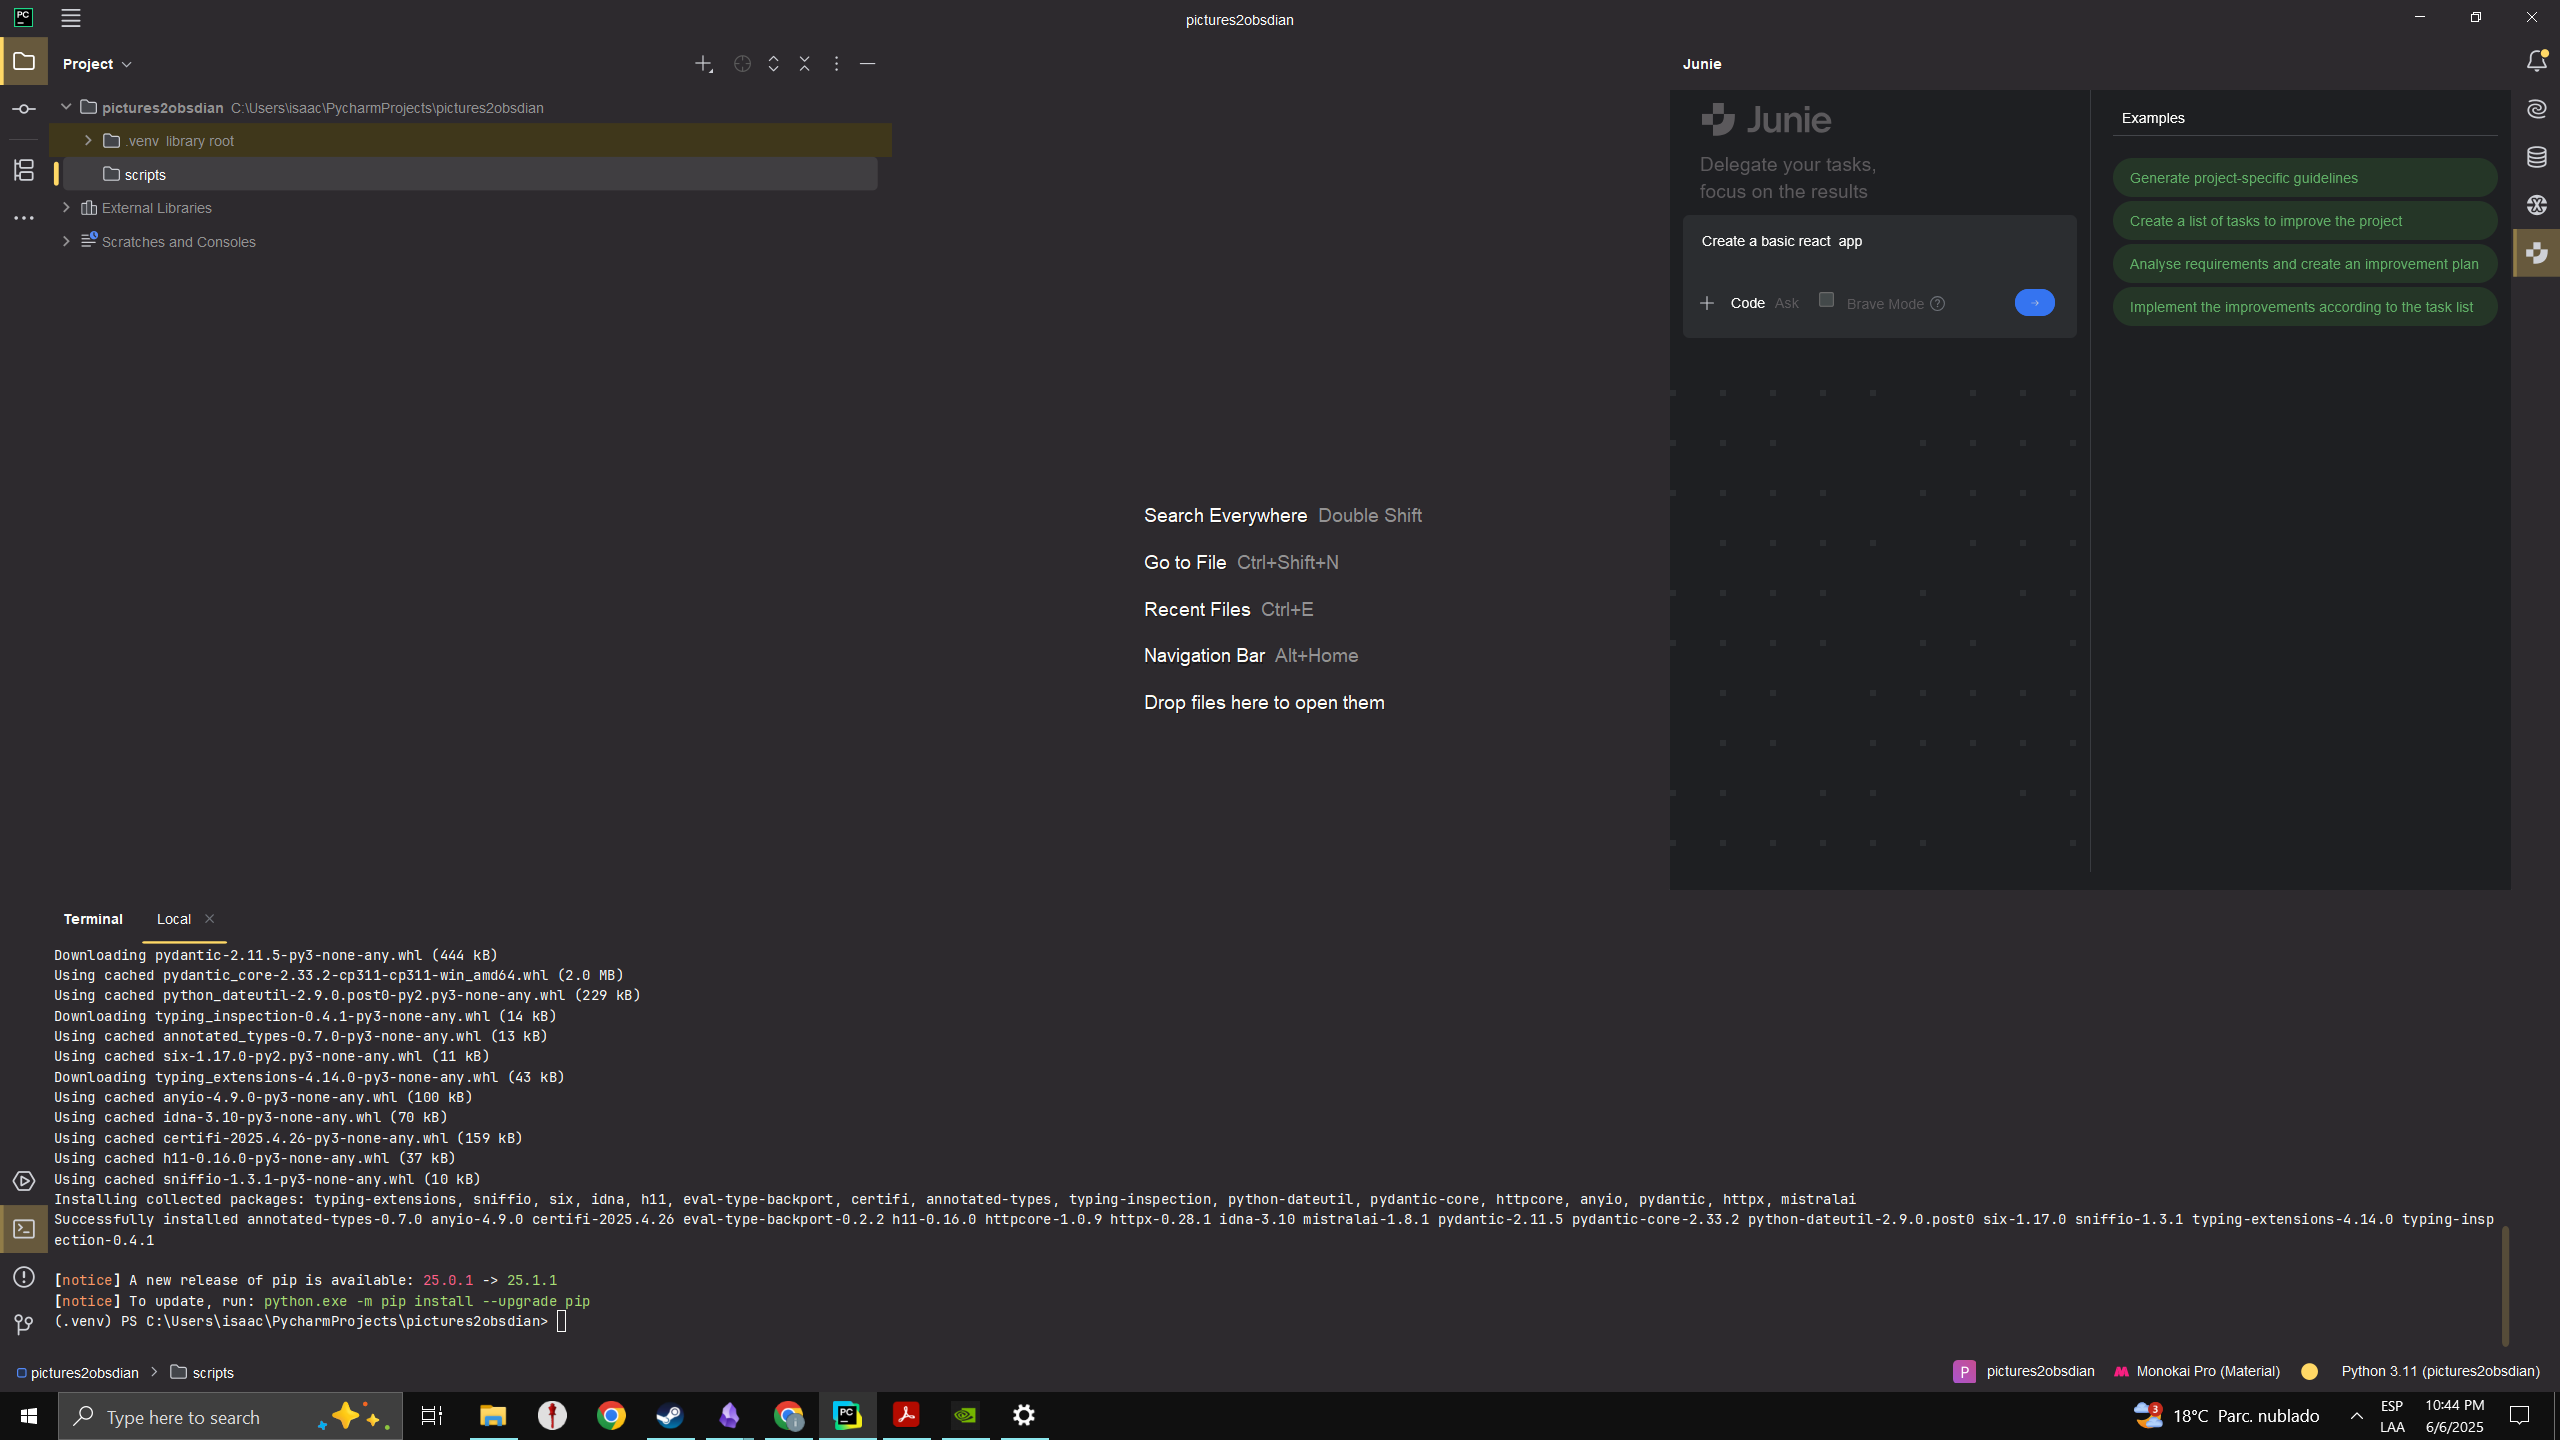 PC
pictures2obsdian
Project
pictures2obsdian C:\Users\isaac\PycharmProjects\pictures2obsdian
.venv library root
scripts
External Libraries
Scratches and Consoles
Search Everywhere Double Shift
Go to File Ctrl+Shift+N
Recent Files Ctrl+E
Navigation Bar Alt+Home
Drop files here to open them
Junie
Junie
Delegate your tasks,
focus on the results
Create a basic react  app
Code Ask Brave Mode
Examples
Generate project-specific guidelines
Create a list of tasks to improve the project
Analyse requirements and create an improvement plan
Implement the improvements according to the task list
Terminal Local
Downloading pydantic-2.11.5-py3-none-any.whl (444 kB)
Using cached pydantic_core-2.33.2-cp311-cp311-win_amd64.whl (2.0 MB)
Using cached python_dateutil-2.9.0.post0-py2.py3-none-any.whl (229 kB)
Downloading typing_inspection-0.4.1-py3-none-any.whl (14 kB)
Using cached annotated_types-0.7.0-py3-none-any.whl (13 kB)
Using cached six-1.17.0-py2.py3-none-any.whl (11 kB)
Downloading typing_extensions-4.14.0-py3-none-any.whl (43 kB)
Using cached anyio-4.9.0-py3-none-any.whl (100 kB)
Using cached idna-3.10-py3-none-any.whl (70 kB)
Using cached certifi-2025.4.26-py3-none-any.whl (159 kB)
Using cached h11-0.16.0-py3-none-any.whl (37 kB)
Using cached sniffio-1.3.1-py3-none-any.whl (10 kB)
Installing collected packages: typing-extensions, sniffio, six, idna, h11, eval-type-backport, certifi, annotated-types, typing-inspection, python-dateutil, pydantic-core, httpcore, anyio, pydantic, httpx, mistralai
Successfully installed annotated-types-0.7.0 anyio-4.9.0 certifi-2025.4.26 eval-type-backport-0.2.2 h11-0.16.0 httpcore-1.0.9 httpx-0.28.1 idna-3.10 mistralai-1.8.1 pydantic-2.11.5 pydantic-core-2.33.2 python-dateutil-2.9.0.post0 six-1.17.0 sniffio-1.3.1 typing-extensions-4.14.0 typing-insp
ection-0.4.1
[notice] A new release of pip is available: 25.0.1 -> 25.1.1
[notice] To update, run: python.exe -m pip install --upgrade pip
(.venv) PS C:\Users\isaac\PycharmProjects\pictures2obsdian>
pictures2obsdian > scripts
P pictures2obsdian Monokai Pro (Material) Python 3.11 (pictures2obsdian)
Type here to search
PC
3
18°C Parc. nublado
ESP
LAA
10:44 PM
6/6/2025